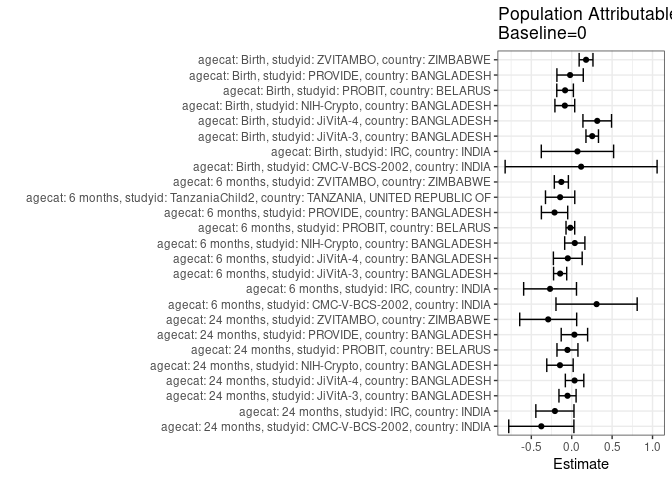 Population Attributable
Baseline=0
agecat: Birth, studyid: ZVITAMBO, country: ZIMBABWE
agecat: Birth, studyid: PROVIDE, country: BANGLADESH
agecat: Birth, studyid: PROBIT, country: BELARUS
agecat: Birth, studyid: NIH-Crypto, country: BANGLADESH
agecat: Birth, studyid: JiVitA-4, country: BANGLADESH
agecat: Birth, studyid: JiVitA-3, country: BANGLADESH
agecat: Birth, studyid: IRC, country: INDIA
agecat: Birth, studyid: CMC-V-BCS-2002, country: INDIA
agecat: 6 months, studyid: ZVITAMBO, country: ZIMBABWE
agecat: 6 months, studyid: TanzaniaChild2, country: TANZANIA, UNITED REPUBLIC OF
agecat: 6 months, studyid: PROVIDE, country: BANGLADESH
agecat: 6 months, studyid: PROBIT, country: BELARUS
agecat: 6 months, studyid: NIH-Crypto, country: BANGLADESH
agecat: 6 months, studyid: JiVitA-4, country: BANGLADESH
agecat: 6 months, studyid: JiVitA-3, country: BANGLADESH
agecat: 6 months, studyid: IRC, country: INDIA
agecat: 6 months, studyid: CMC-V-BCS-2002, country: INDIA
agecat: 24 months, studyid: ZVITAMBO, country: ZIMBABWE
agecat: 24 months, studyid: PROVIDE, country: BANGLADESH
agecat: 24 months, studyid: PROBIT, country: BELARUS
agecat: 24 months, studyid: NIH-Crypto, country: BANGLADESH
agecat: 24 months, studyid: JiVitA-4, country: BANGLADESH
agecat: 24 months, studyid: JiVitA-3, country: BANGLADESH
agecat: 24 months, studyid: IRC, country: INDIA
agecat: 24 months, studyid: CMC-V-BCS-2002, country: INDIA
-0.5 0.0 0.5 1.0
Estimate